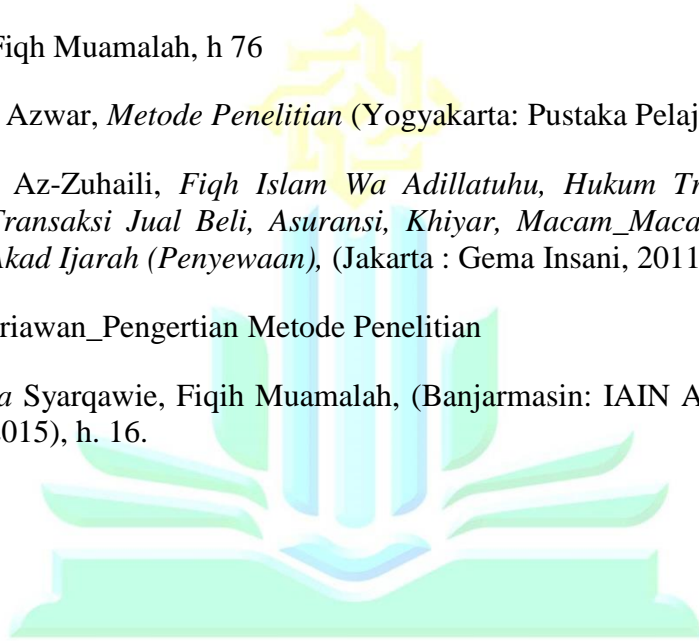 Fiqh Muamalah, h 76
Azwar, Metode Penelitian (Yogyakarta: Pustaka Pelaj
Az-Zuhaili, Fiqh Islam Wa Adillatuhu, Hukum Tr
Transaksi Jual Beli, Asuransi, Khiyar, Macam_Maca
Akad Ijarah (Penyewaan), (Jakarta : Gema Insani, 2011
riawan_Pengertian Metode Penelitian
a Syarqawie, Fiqih Muamalah, (Banjarmasin: IAIN A
2015), h. 16.